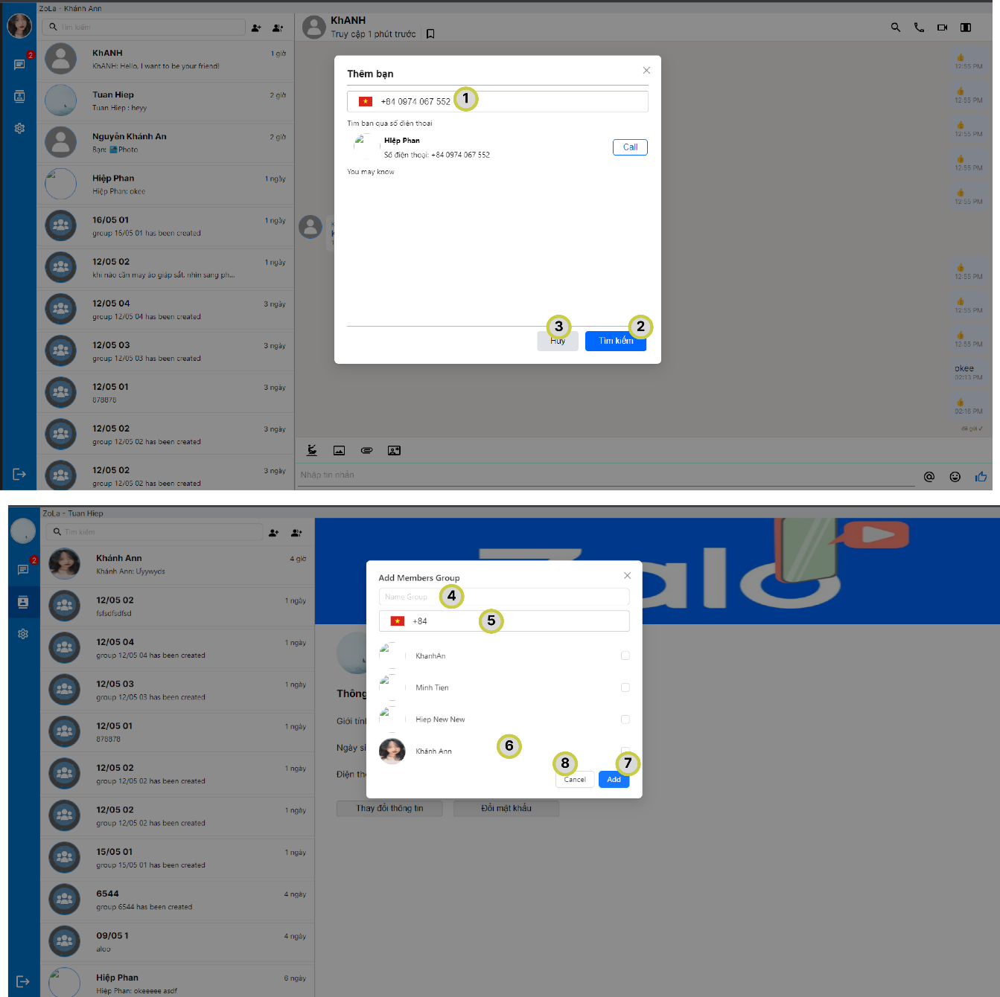 ZoLa - Khánh Ann
Tìm kiếm
2
KhANH
1 giờ
KhANH: Hello, I want to be your friend!
Tuan Hiep
2 giờ
Tuan Hiep : heyy
Nguyễn Khánh An
2 giờ
Bạn: Photo
Hiệp Phan
1 ngày
Hiệp Phan: okee
16/05 01
1 ngày
group 16/05 01 has been created
12/05 02
1 ngày
khi nào cần may áo giáp sắt, nhìn sang ph...
12/05 04
3 ngày
group 12/05 04 has been created
12/05 03
3 ngày
group 12/05 03 has been created
12/05 01
3 ngày
878878
12/05 02
3 ngày
group 12/05 02 has been created
12/05 02
3 ngày
group 12/05 02 has been created
KhANH
Truy cập 1 phút trước
12:55 PM
12:55 PM
12:55 PM
12:55 PM
12:55 PM
12:55 PM
12:55 PM
12:55 PM
okee
02:13 PM
02:16 PM
đã gửi ✓
Thêm bạn
+84 0974 067 552
1
Tìm bạn qua số điện thoại
Hiệp Phan
Số điện thoại: +84 0974 067 552
Call
You may know
3
2
Hủy
Tìm kiếm
Nhập tin nhắn
ZoLa - Tuan Hiep
Tìm kiếm
2
Khánh Ann
4 giờ
Khánh Ann: Uỳywyds
12/05 02
1 ngày
fsfsdfsdfsd
12/05 04
1 ngày
group 12/05 04 has been created
12/05 03
1 ngày
group 12/05 03 has been created
12/05 01
1 ngày
878878
12/05 02
1 ngày
group 12/05 02 has been created
12/05 02
1 ngày
group 12/05 02 has been created
15/05 01
1 ngày
group 15/05 01 has been created
6544
4 ngày
group 6544 has been created
09/05 1
4 ngày
aloo
Hiệp Phan
6 ngày
Hiệp Phan: okeeeee asdf
Zalo
Add Members Group
Name Group
4
+84
5
KhanhAn
Minh Tien
Hiep New New
Khánh Ann
6
8
7
Cancel
Add
Thông
Giới tính
Ngày si
Điện th
Thay đổi thông tin
Đổi mật khẩu